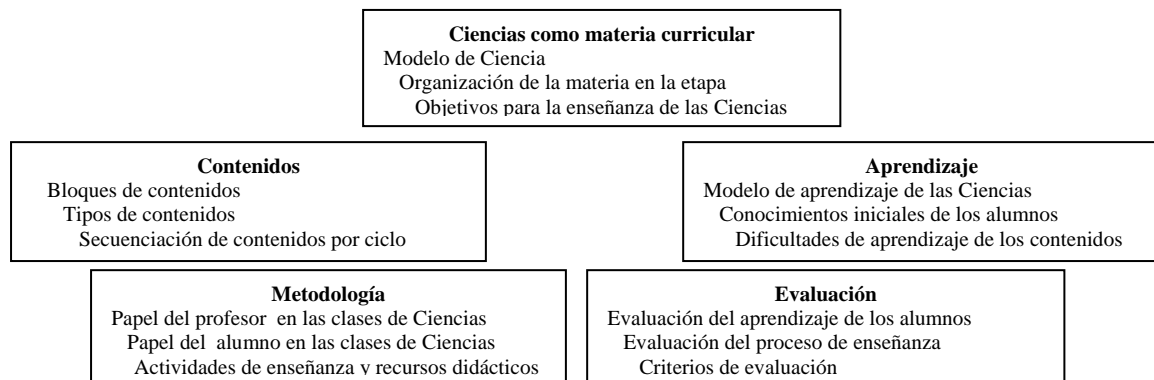 Ciencias como materia curricular
Modelo de Ciencia
Organización de la materia en la etapa
Objetivos para la enseñanza de las Ciencias
Contenidos
Bloques de contenidos
Tipos de contenidos
Secuenciación de contenidos por ciclo
Aprendizaje
Modelo de aprendizaje de las Ciencias
Conocimientos iniciales de los alumnos
Dificultades de aprendizaje de los contenidos
Metodología
Papel del profesor en las clases de Ciencias
Papel del alumno en las clases de Ciencias
Actividades de enseñanza y recursos didácticos
Evaluación
Evaluación del aprendizaje de los alumnos
Evaluación del proceso de enseñanza
Criterios de evaluación